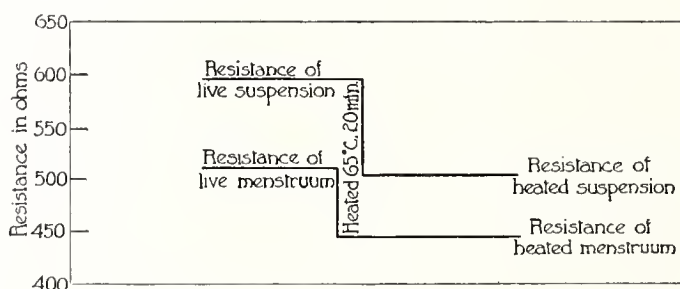 650
600
550
500
450
400
Resistance in ohms
Resistance of
live suspension
Resistance of
live menstruum
Heated 65°C. 20 min.
Resistance of
heated suspension
Resistance of
heated menstruum